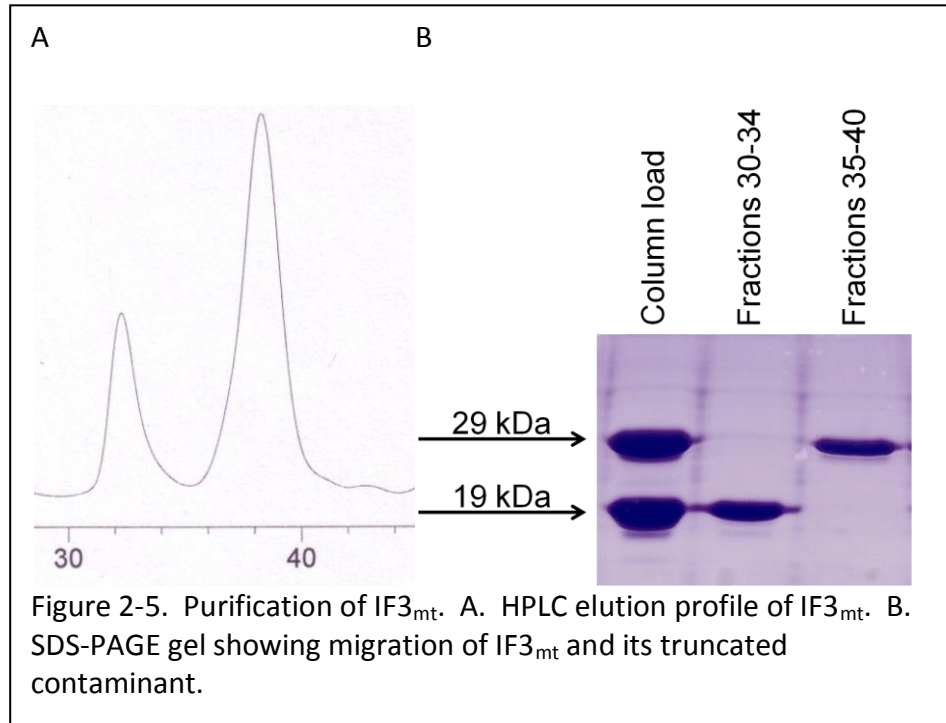 A
B
Column load
Fractions 30-34
Fractions 35-40
29 kDa
19 kDa
30
40
Figure 2-5. Purification of IF3mt. A. HPLC elution profile of IF3mt. B.
SDS-PAGE gel showing migration of IF3mt and its truncated
contaminant.